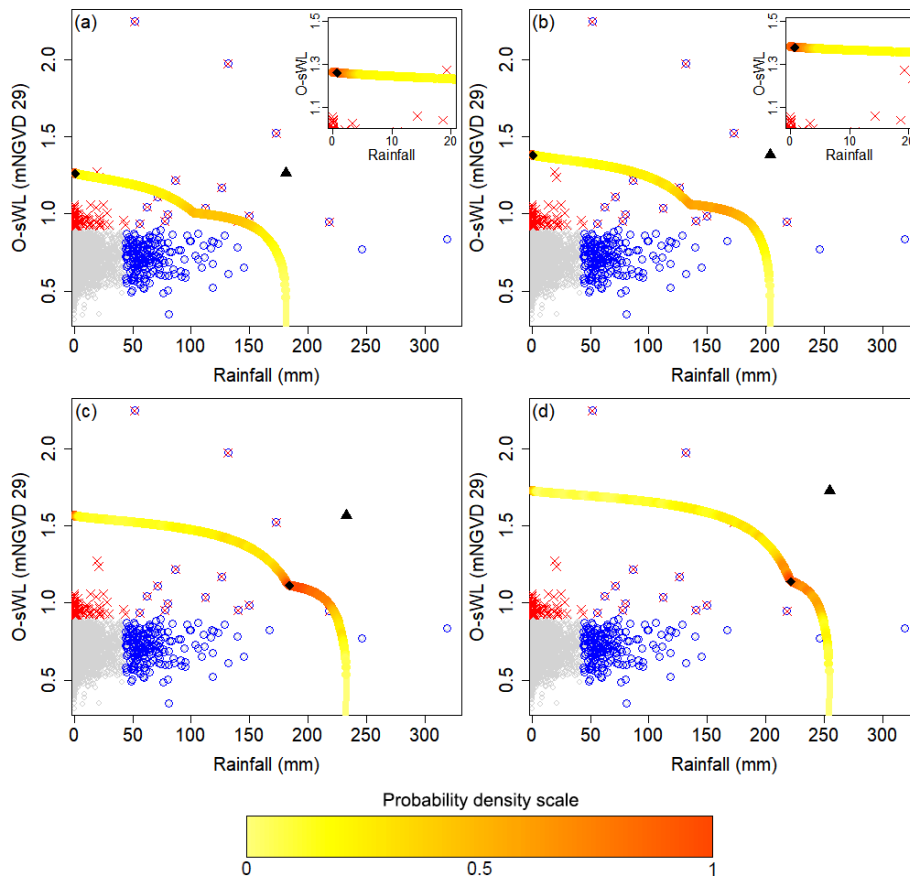 (a)
O-sWL (mNGVD 29)
2.0
1.5
1.0
0.5
0 50 100 150 200 250 300
Rainfall (mm)
O-sWL
1.5
1.3
1.1
0 10 20
Rainfall
(b)
O-sWL (mNGVD 29)
2.0
1.5
1.0
0.5
0 50 100 150 200 250 300
Rainfall (mm)
O-sWL
1.5
1.3
1.1
0 10 20
Rainfall
(c)
O-sWL (mNGVD 29)
2.0
1.5
1.0
0.5
0 50 100 150 200 250 300
Rainfall (mm)
(d)
O-sWL (mNGVD 29)
2.0
1.5
1.0
0.5
0 50 100 150 200 250 300
Rainfall (mm)
Probability density scale
0 0.5 1